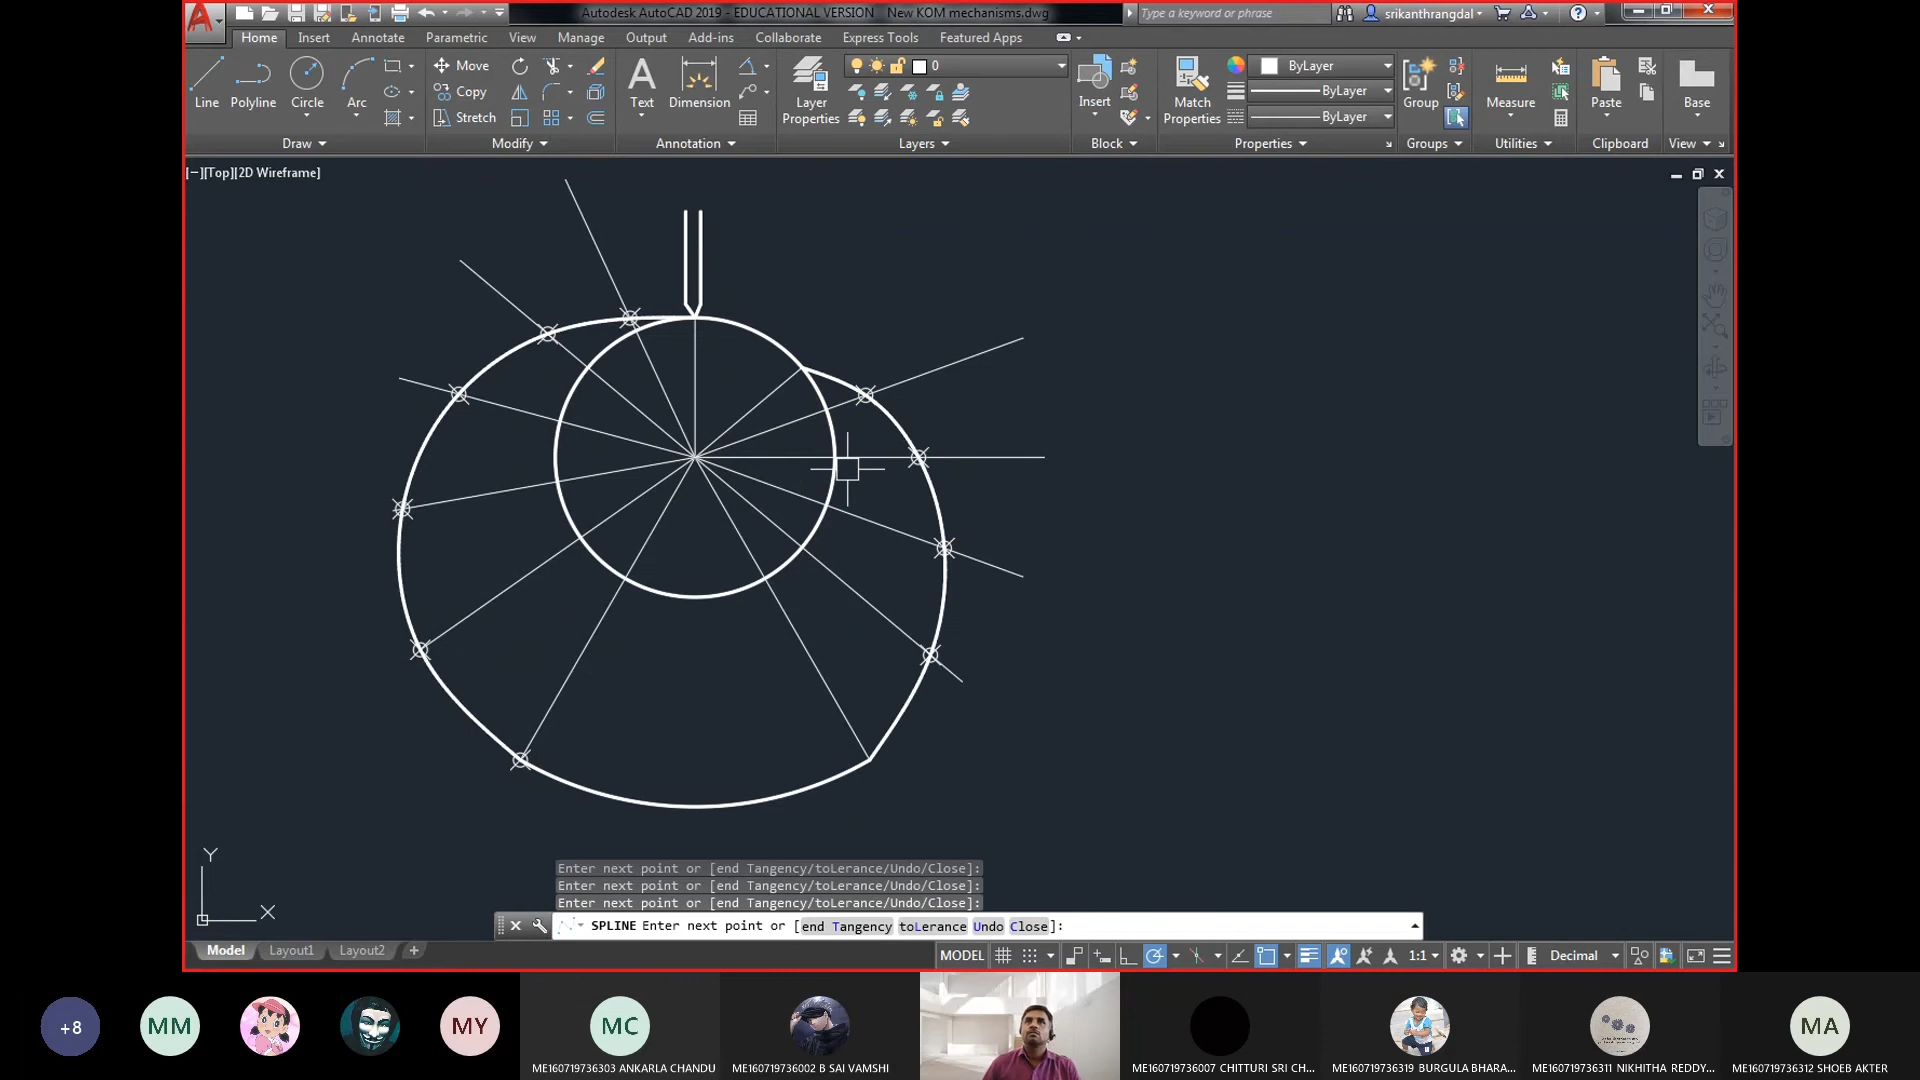 Autodesk AutoCAD 2019 - EDUCATIONAL VERSION New KOM mechanisms.dwg
Type a keyword or phrase
srikanthrangdal
Home Insert Annotate Parametric View Manage Output Add-ins Collaborate Express Tools Featured Apps
Line Polyline Circle Arc
Move
Copy
Stretch
Text Dimension
Layer Properties
0
Insert
Match Properties
ByLayer
ByLayer
ByLayer
Group
Measure
Paste
Base
Draw Modify Annotation Layers Block Properties Groups Utilities Clipboard View
[−][Top][2D Wireframe]
Y
X
Enter next point or [end Tangency/toLerance/Undo/Close]:
Enter next point or [end Tangency/toLerance/Undo/Close]:
Enter next point or [end Tangency/toLerance/Undo/Close]:
SPLINE Enter next point or [end Tangency toLerance Undo Close]:
Model Layout1 Layout2 +
MODEL 1:1 Decimal
+8 MM MY MC MA
ME160719736303 ANKARLA CHANDU
ME160719736002 B SAI VAMSHI
ME160719736007 CHITTURI SRI CH...
ME160719736319 BURGULA BHARA...
ME160719736311 NIKHITHA REDDY...
ME160719736312 SHOEB AKTER